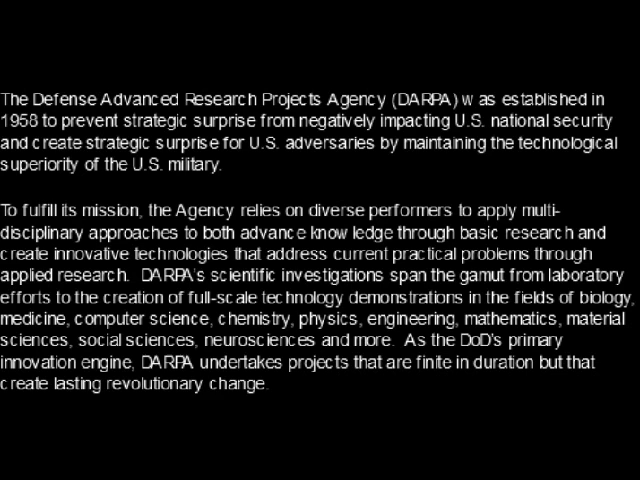 The Defense Advanced Research Projects Agency (DARPA) w as established in
1958 to prevent strategic surprise from negatively impacting U.S. national security
and create strategic surprise for U.S. adversaries by maintaining the technological
superiority of the U.S. military.
To fulfill its mission, the Agency relies on diverse performers to apply multi-
disciplinary approaches to both advance know ledge through basic research and
create innovative technologies that address current practical problems through
applied research.  DARPA's scientific investigations span the gamut from laboratory
efforts to the creation of full-scale technology demonstrations in the fields of biology,
medicine, computer science, chemistry, physics, engineering, mathematics, material
sciences, social sciences, neurosciences and more.  As the DoD's primary
innovation engine, DARPA undertakes projects that are finite in duration but that
create lasting revolutionary change.